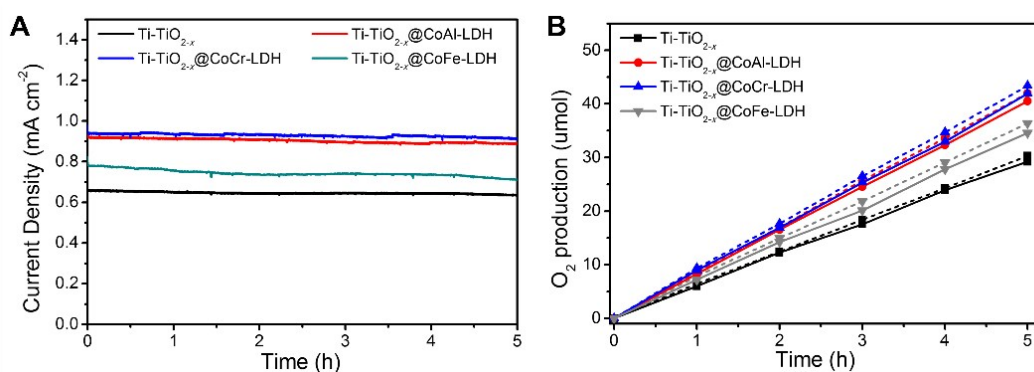 A
Ti-TiO2-x
Ti-TiO2-x@CoAl-LDH
Ti-TiO2-x@CoCr-LDH
Ti-TiO2-x@CoFe-LDH
Current Density (mA cm-2)
1.4
1.2
1.0
0.8
0.6
0.4
0.2
0.0
0 1 2 3 4 5
Time (h)
B
Ti-TiO2-x
Ti-TiO2-x@CoAl-LDH
Ti-TiO2-x@CoCr-LDH
Ti-TiO2-x@CoFe-LDH
O2 production (umol)
50
40
30
20
10
0
0 1 2 3 4 5
Time (h)